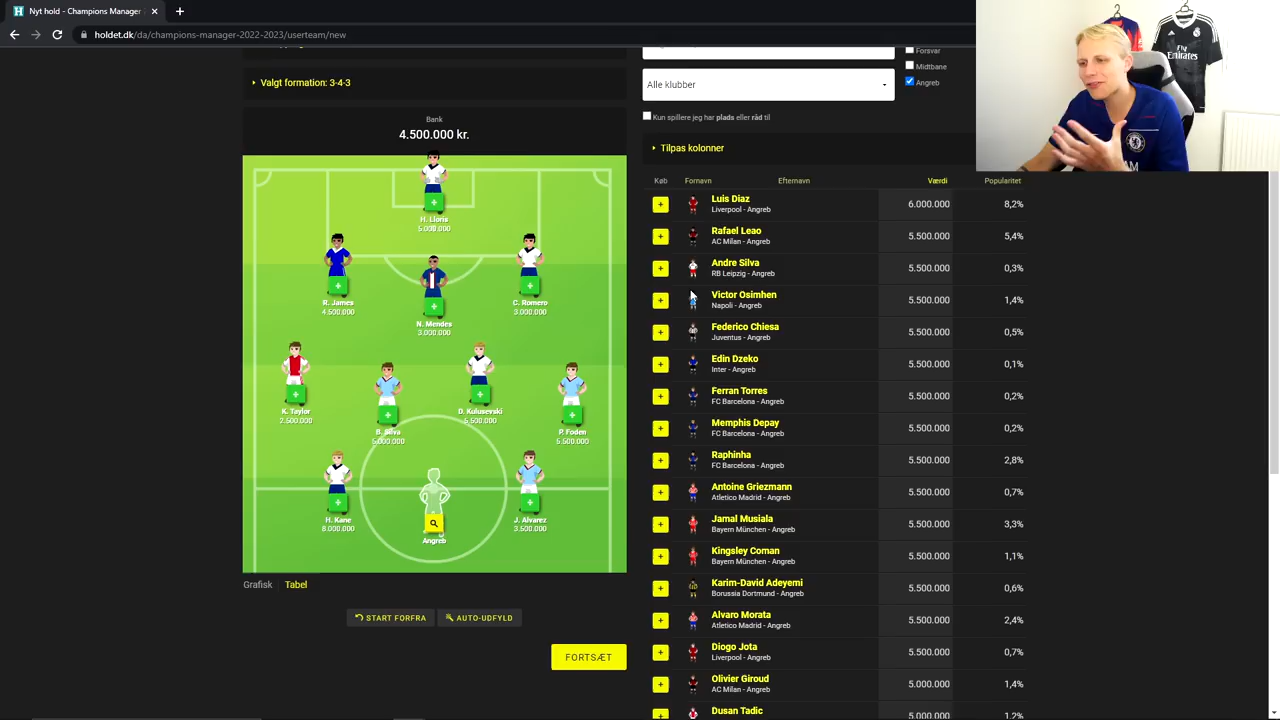 Nyt hold - Champions Manager
holdet.dk/da/champions-manager-2022-2023/userteam/new
Valgt formation: 3-4-3
Bank
4.500.000 kr.
H. Lloris
5.000.000
R. James
4.500.000
N. Mendes
3.000.000
C. Romero
3.000.000
K. Taylor
2.500.000
B. Silva
5.000.000
D. Kulusevski
5.500.000
P. Foden
5.500.000
H. Kane
8.000.000
Angreb
J. Alvarez
3.500.000
Grafisk
Tabel
START FORFRA
AUTO-UDFYLD
FORTSÆT
Forsvar
Midtbane
Angreb
Alle klubber
Kun spillere jeg har plads eller råd til
Tilpas kolonner
Køb Fornavn Efternavn Værdi Popularitet
Luis Diaz
Liverpool - Angreb
6.000.000 8,2%
Rafael Leao
AC Milan - Angreb
5.500.000 5,4%
Andre Silva
RB Leipzig - Angreb
5.500.000 0,3%
Victor Osimhen
Napoli - Angreb
5.500.000 1,4%
Federico Chiesa
Juventus - Angreb
5.500.000 0,5%
Edin Dzeko
Inter - Angreb
5.500.000 0,1%
Ferran Torres
FC Barcelona - Angreb
5.500.000 0,2%
Memphis Depay
FC Barcelona - Angreb
5.500.000 0,2%
Raphinha
FC Barcelona - Angreb
5.500.000 2,8%
Antoine Griezmann
Atletico Madrid - Angreb
5.500.000 0,7%
Jamal Musiala
Bayern München - Angreb
5.500.000 3,3%
Kingsley Coman
Bayern München - Angreb
5.500.000 1,1%
Karim-David Adeyemi
Borussia Dortmund - Angreb
5.500.000 0,6%
Alvaro Morata
Atletico Madrid - Angreb
5.500.000 2,4%
Diogo Jota
Liverpool - Angreb
5.500.000 0,7%
Olivier Giroud
AC Milan - Angreb
5.000.000 1,4%
Dusan Tadic
5.000.000 1,2%
Fly
Emirates